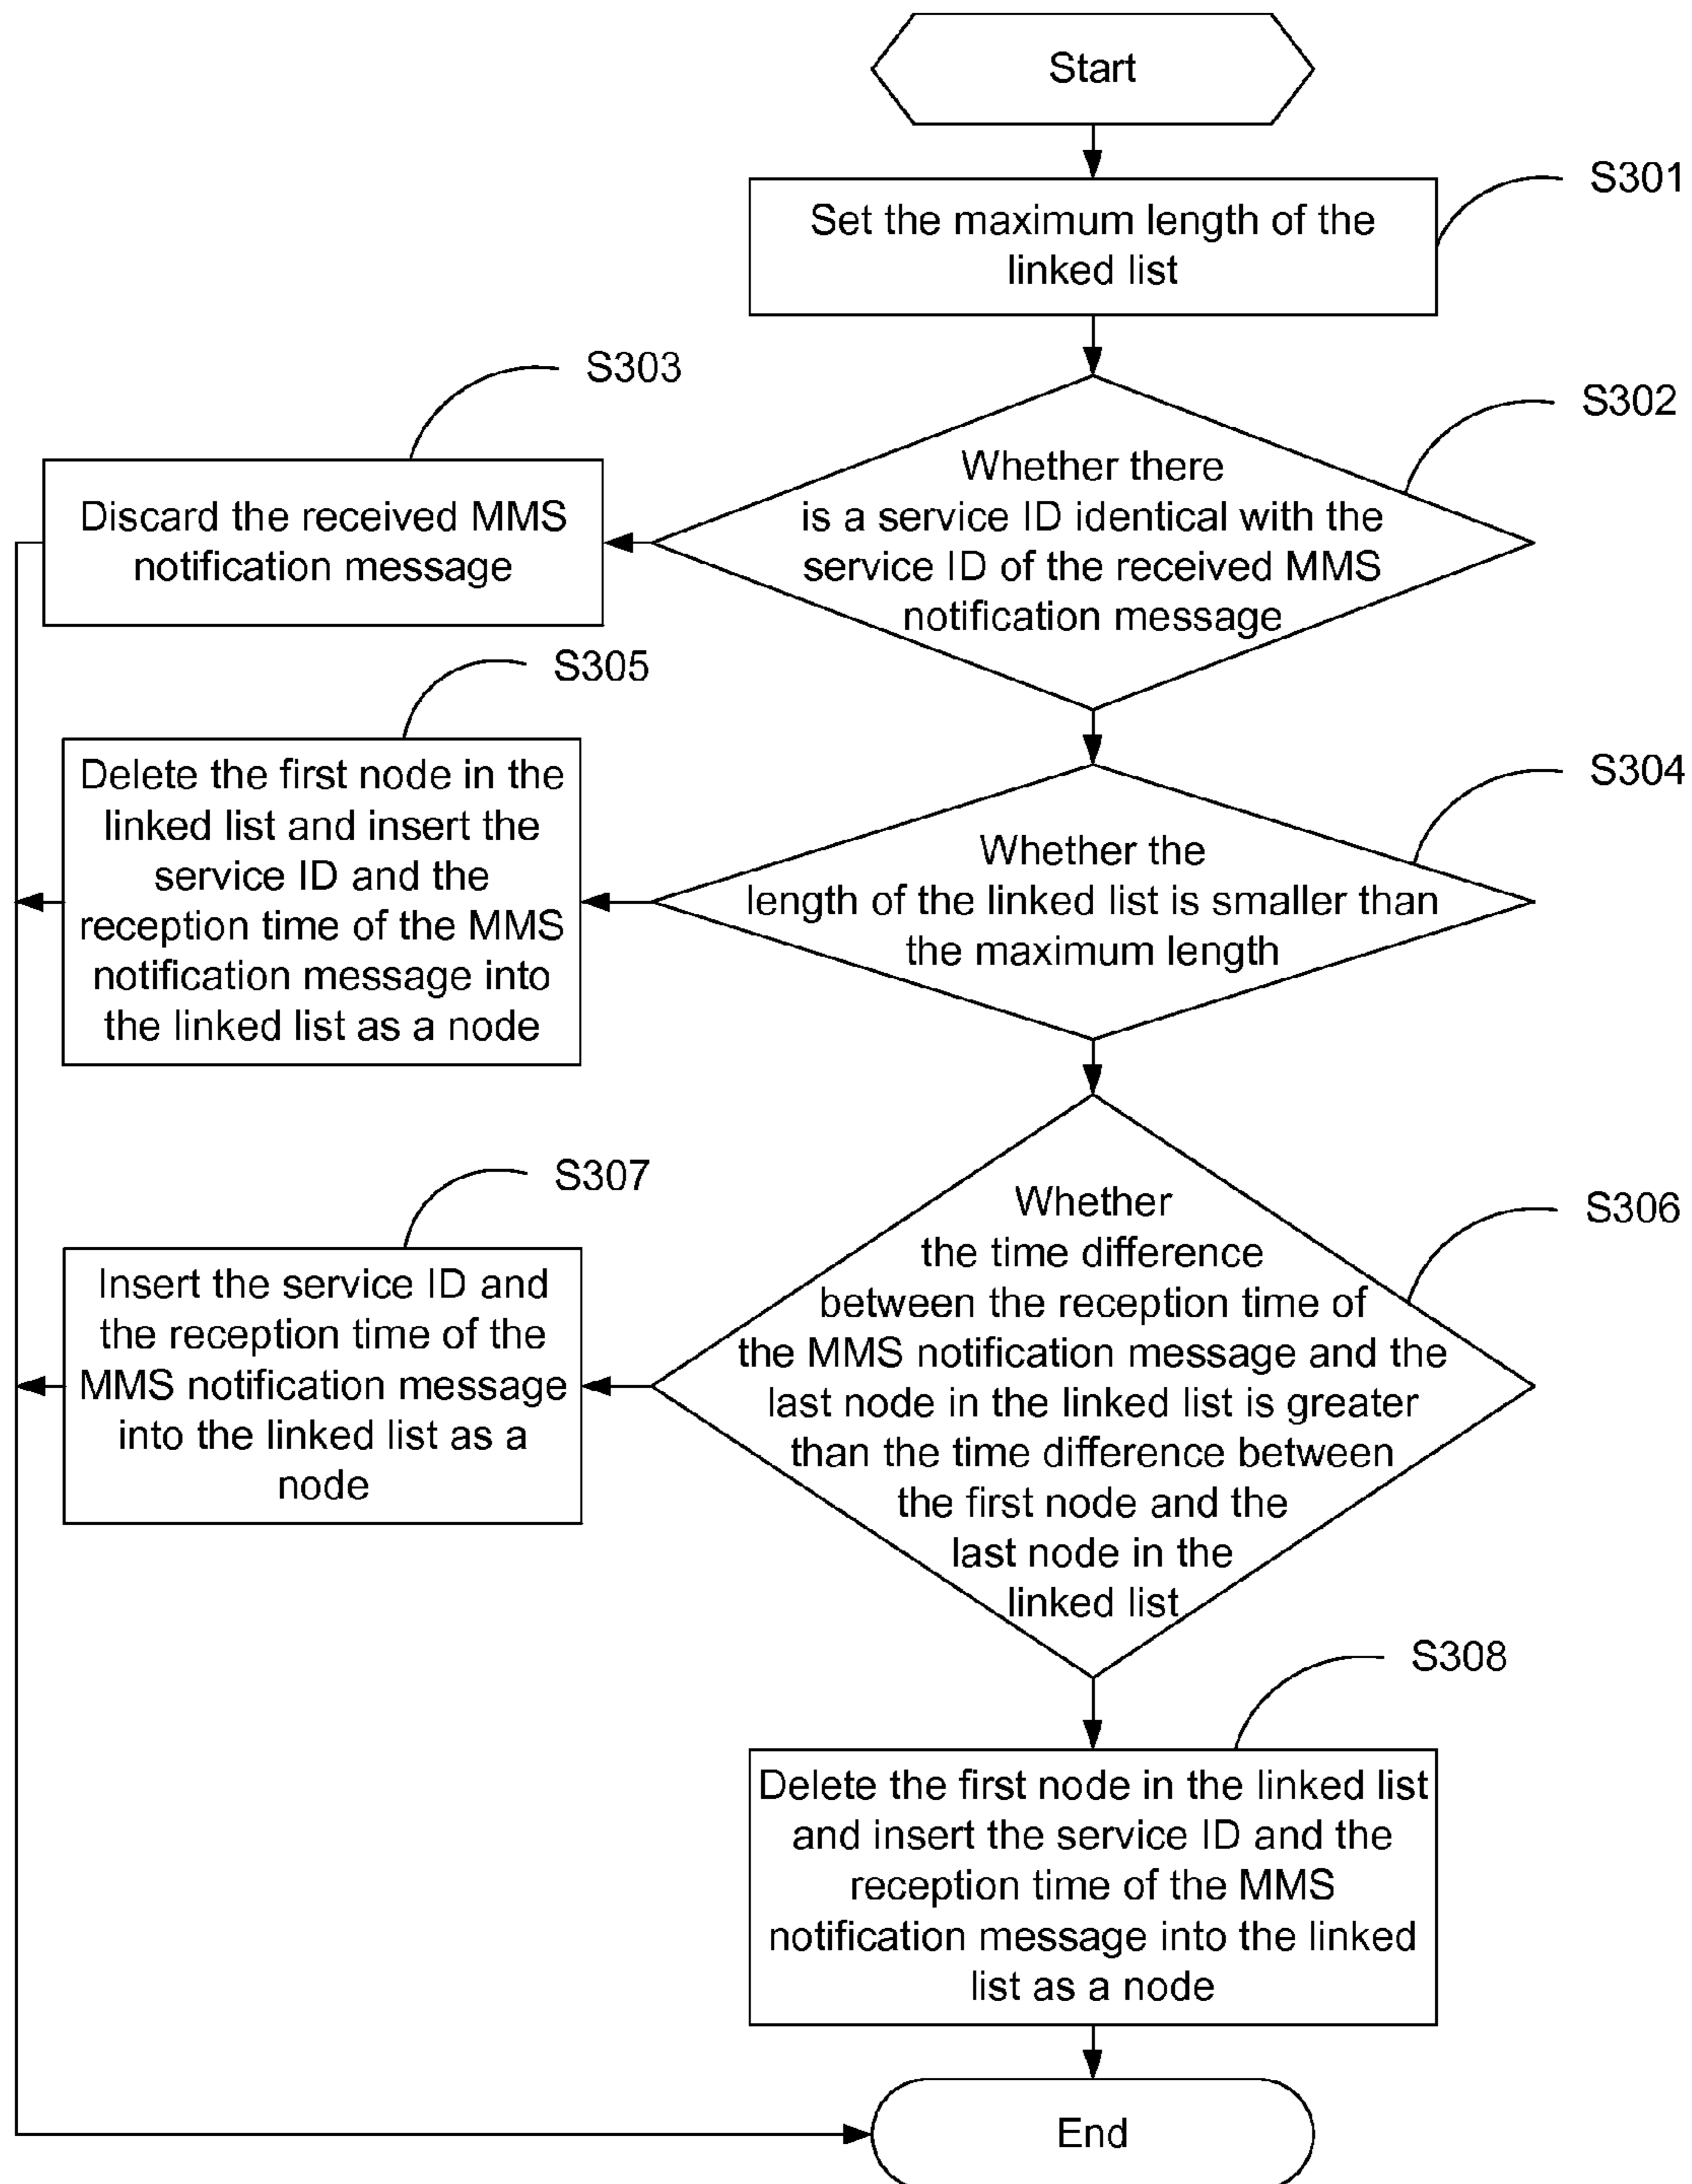 Start
S301
Set the maximum length of the
linked list
S303
S302
Whether there
is a service ID identical with the
service ID of the received MMS
notification message
Discard the received MMS
notification message
S305
S304
Delete the first node in the
linked list and insert the
service ID and the
reception time of the MMS
notification message into
the linked list as a node
Whether the
length of the linked list is smaller than
the maximum length
S307
S306
Insert the service ID and
the reception time of the
MMS notification message
into the linked list as a
node
Whether
the time difference
between the reception time of
the MMS notification message and the
last node in the linked list is greater
than the time difference between
the first node and the
last node in the
linked list
S308
Delete the first node in the linked list
and insert the service ID and the
reception time of the MMS
notification message into the linked
list as a node
End